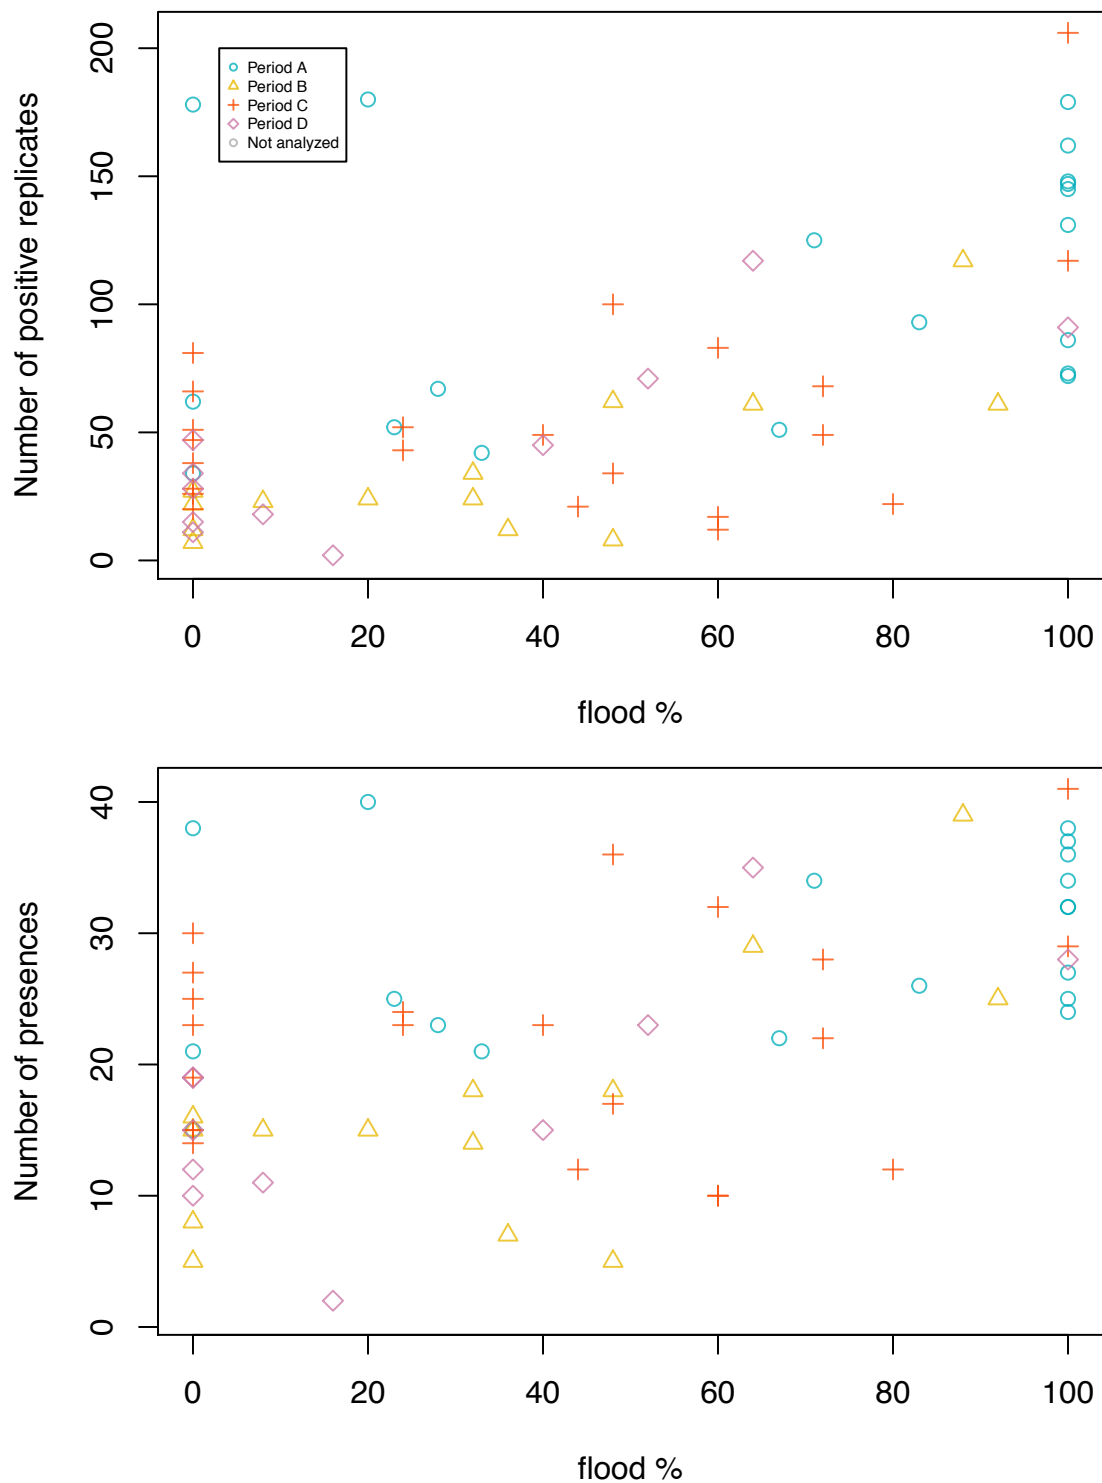 Number of positive replicates
200
150
100
50
0
Period A
Period B
Period C
Period D
Not analyzed
0 20 40 60 80 100
flood %
Number of presences
40
30
20
10
0
0 20 40 60 80 100
flood %